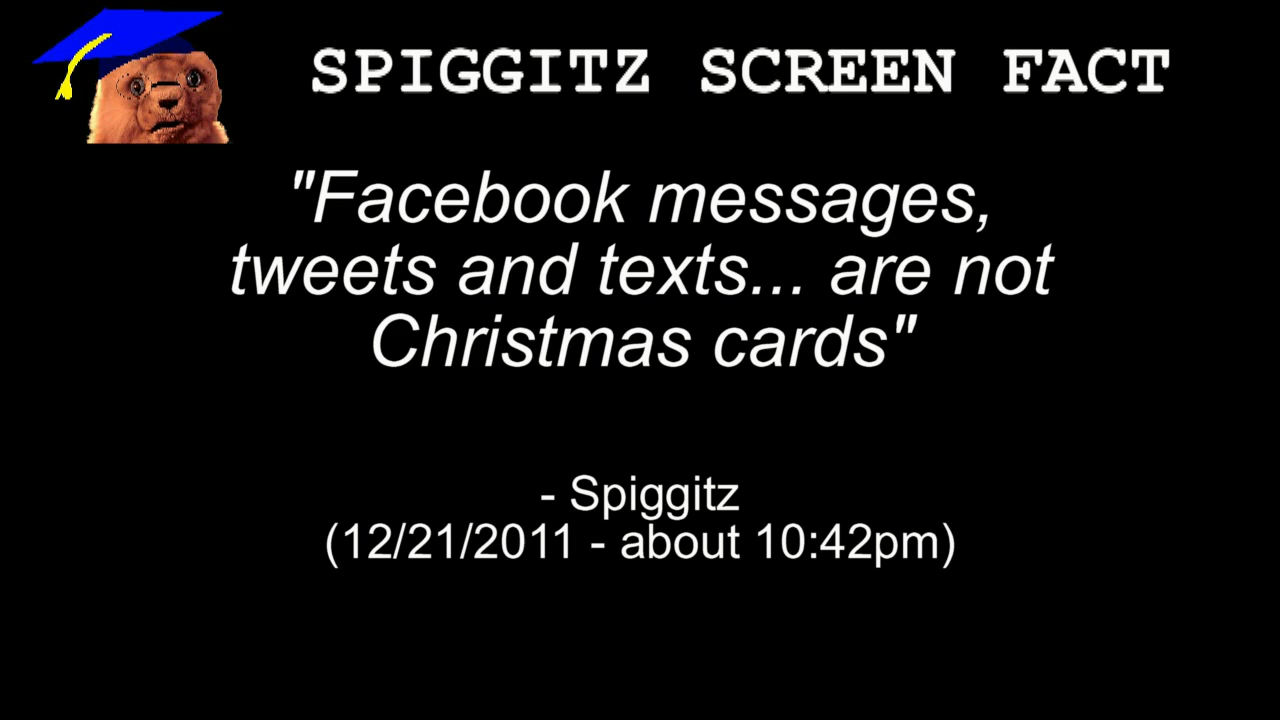 SPIGGITZ SCREEN FACT
"Facebook messages,
tweets and texts... are not
Christmas cards"
- Spiggitz
(12/21/2011 - about 10:42pm)